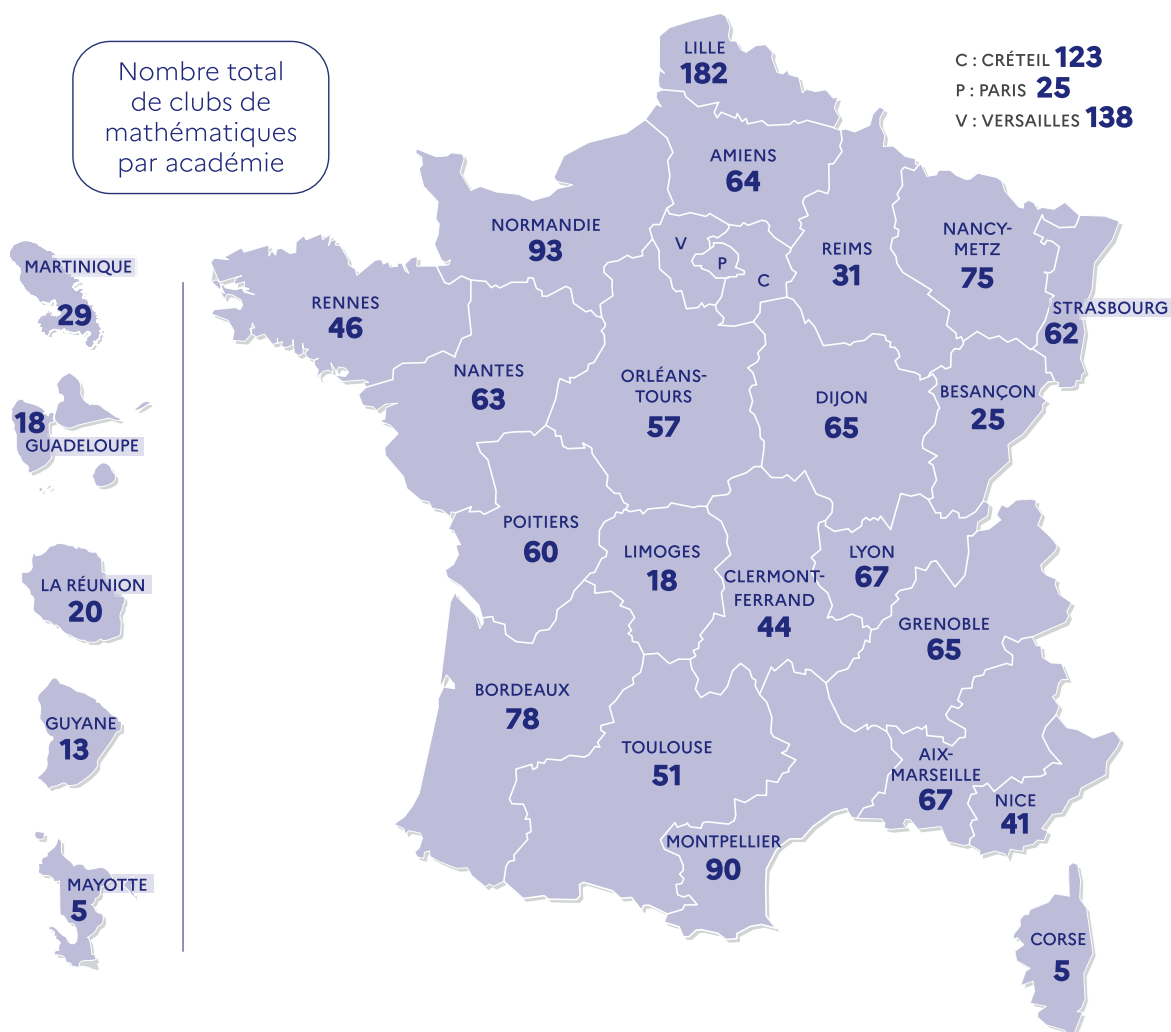 Nombre total
de clubs de
mathématiques
par académie
C : CRÉTEIL 123
P : PARIS 25
V : VERSAILLES 138
LILLE
182
AMIENS
64
NORMANDIE
93
V
P
C
REIMS
31
NANCY-
METZ
75
STRASBOURG
62
RENNES
46
NANTES
63
ORLÉANS-
TOURS
57
DIJON
65
BESANÇON
25
POITIERS
60
LIMOGES
18
CLERMONT-
FERRAND
44
LYON
67
GRENOBLE
65
BORDEAUX
78
TOULOUSE
51
MONTPELLIER
90
AIX-
MARSEILLE
67
NICE
41
CORSE
5
MARTINIQUE
29
18
GUADELOUPE
LA RÉUNION
20
GUYANE
13
MAYOTTE
5